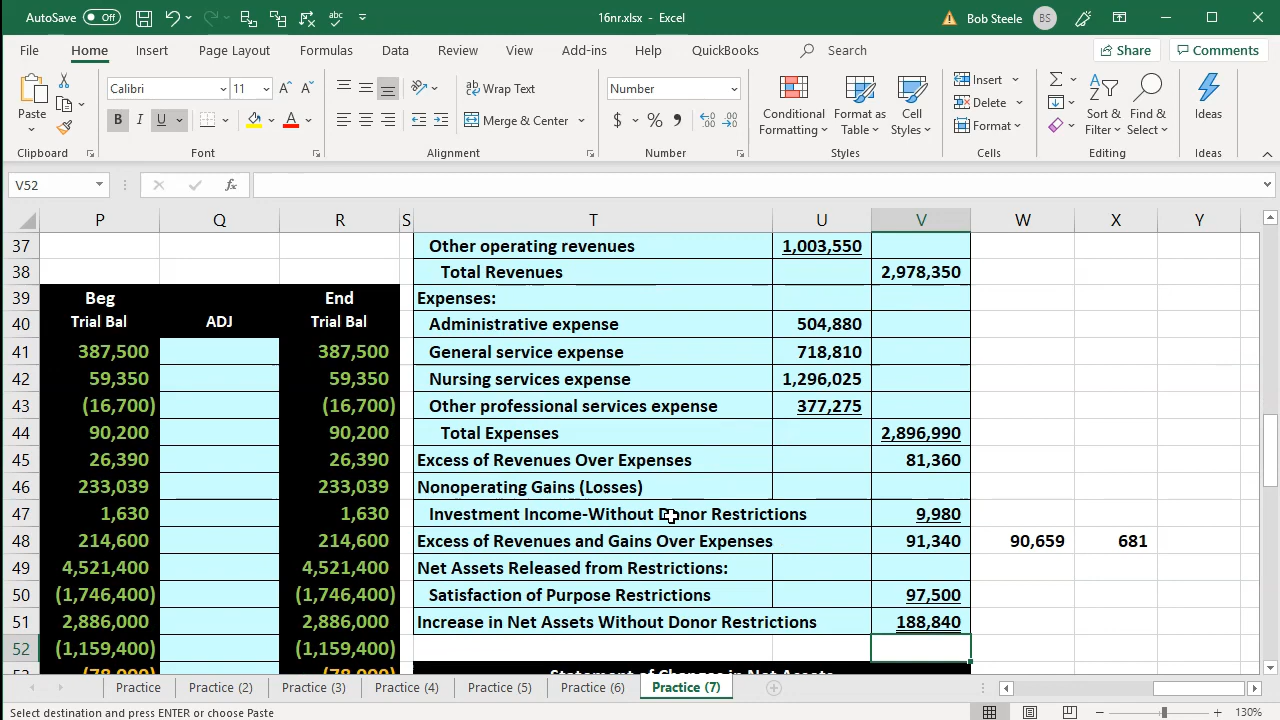 AutoSave Off 16nr.xlsx - Excel Bob Steele BS
File Home Insert Page Layout Formulas Data Review View Add-ins Help QuickBooks Search Share Comments
Paste Calibri 11 B I U A Wrap Text Merge & Center Number $ % Conditional Formatting Format as Table Cell Styles Insert Delete Format Sort & Filter Find & Select Ideas
Clipboard Font Alignment Number Styles Cells Editing Ideas
V52 fx
P Q R S T U V W X Y
37 Other operating revenues 1,003,550
38 Total Revenues 2,978,350
39 Beg End Expenses:
40 Trial Bal ADJ Trial Bal Administrative expense 504,880
41 387,500 387,500 General service expense 718,810
42 59,350 59,350 Nursing services expense 1,296,025
43 (16,700) (16,700) Other professional services expense 377,275
44 90,200 90,200 Total Expenses 2,896,990
45 26,390 26,390 Excess of Revenues Over Expenses 81,360
46 233,039 233,039 Nonoperating Gains (Losses)
47 1,630 1,630 Investment Income-Without Donor Restrictions 9,980
48 214,600 214,600 Excess of Revenues and Gains Over Expenses 91,340 90,659 681
49 4,521,400 4,521,400 Net Assets Released from Restrictions:
50 (1,746,400) (1,746,400) Satisfaction of Purpose Restrictions 97,500
51 2,886,000 2,886,000 Increase in Net Assets Without Donor Restrictions 188,840
52 (1,159,400) (1,159,400)
53 (78,000) (78,000) Statement of Changes in Net Assets
Practice Practice (2) Practice (3) Practice (4) Practice (5) Practice (6) Practice (7)
Select destination and press ENTER or choose Paste 130%